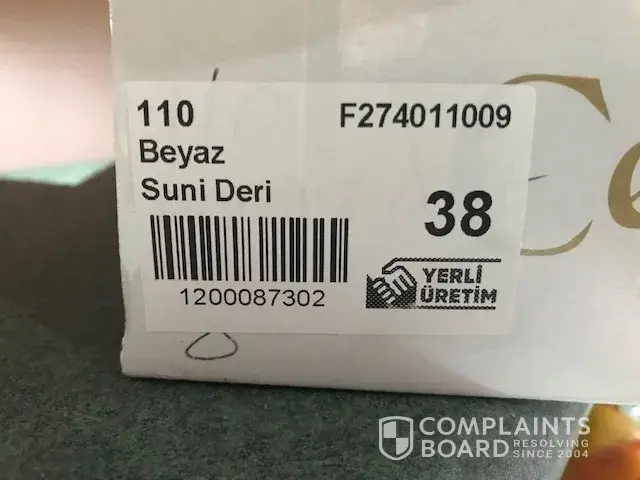 110 F274011009
Beyaz
Suni Deri
38
1200087302
YERLİ
ÜRETİM
COMPLAINTS
BOARD RESOLVING
SINCE 2004